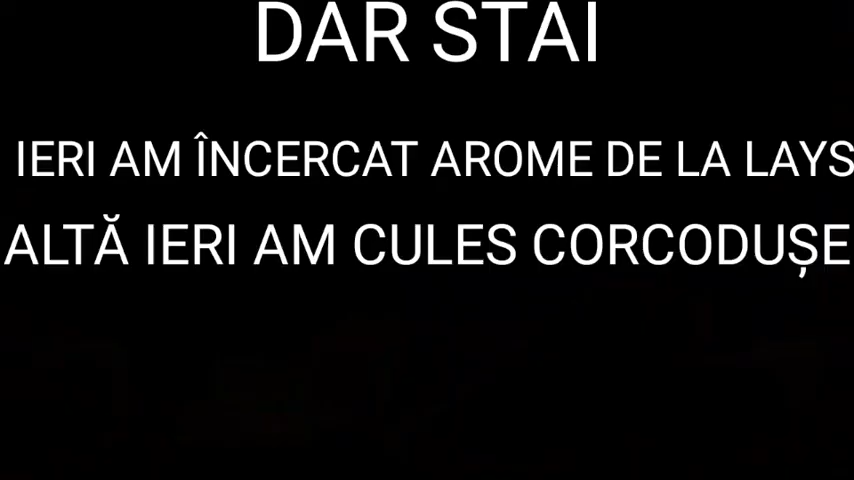 DAR STAI
IERI AM ÎNCERCAT AROME DE LA LAYS
ALTĂ IERI AM CULES CORCODUȘE